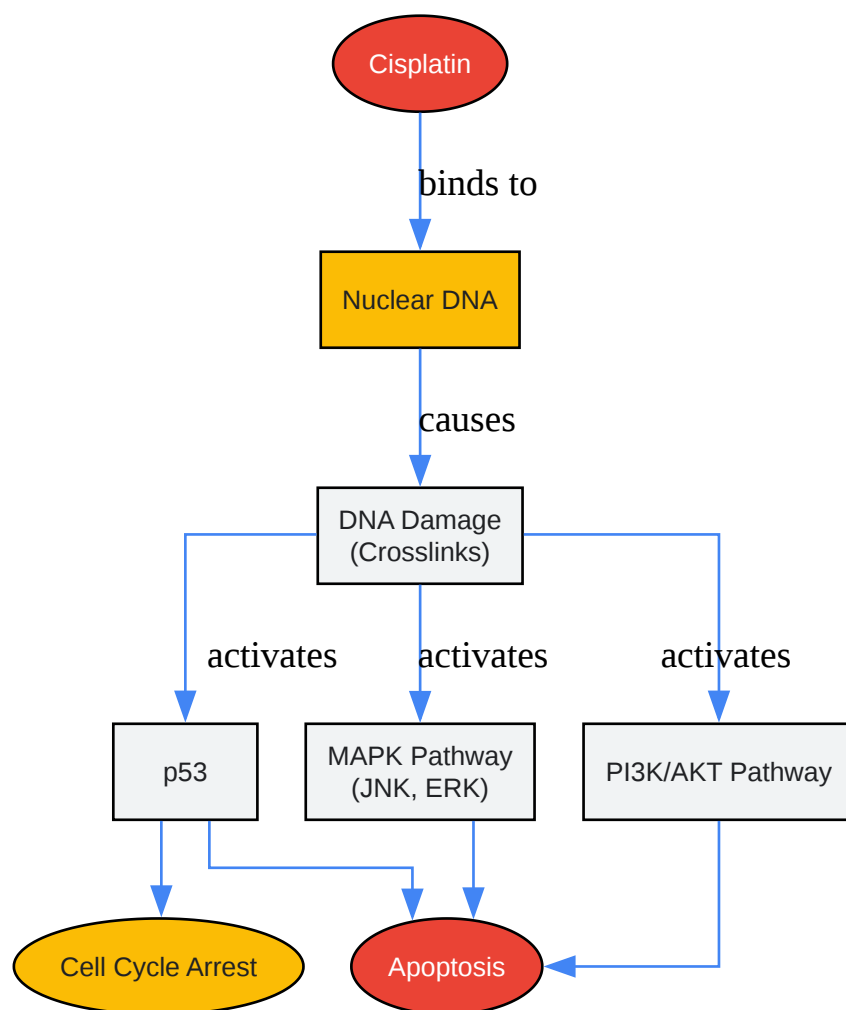 Cisplatin
binds to
Nuclear DNA
causes
DNA Damage
(Crosslinks)
activates
activates
activates
p53
MAPK Pathway
(JNK, ERK)
PI3K/AKT Pathway
Cell Cycle Arrest
Apoptosis